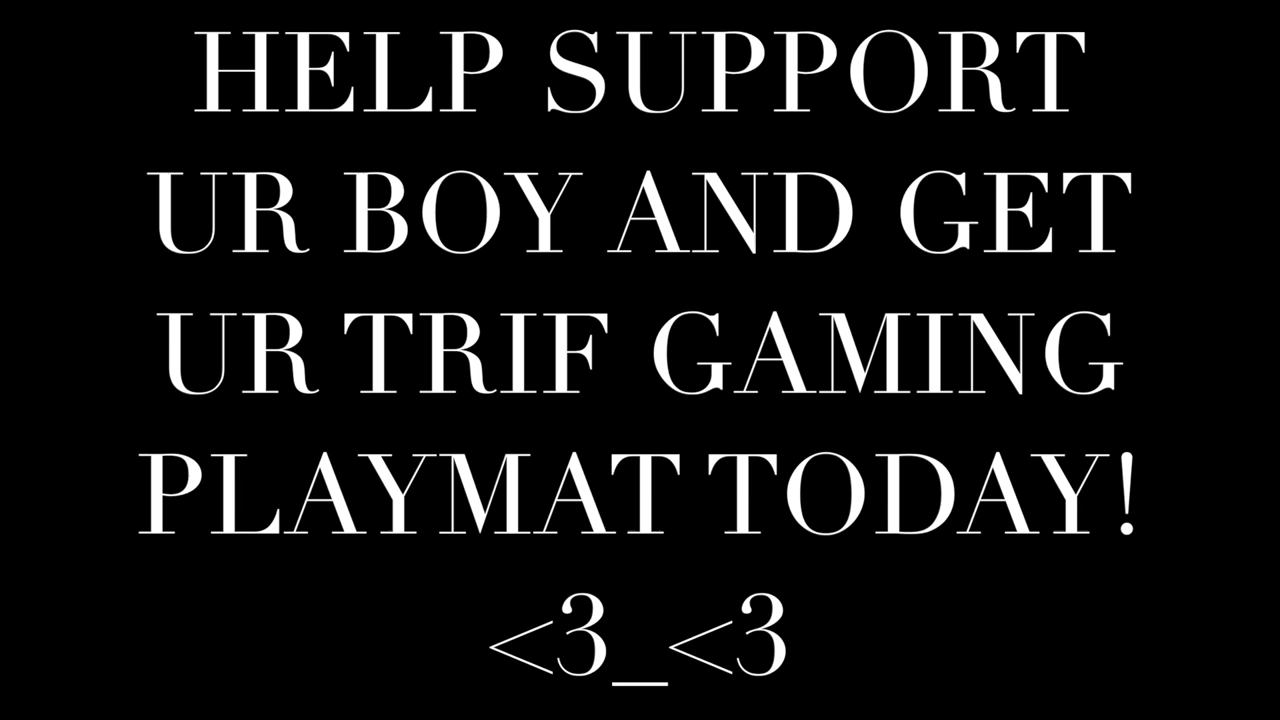 HELP SUPPORT
UR BOY AND GET
UR TRIF GAMING
PLAYMAT TODAY!
<3_<3